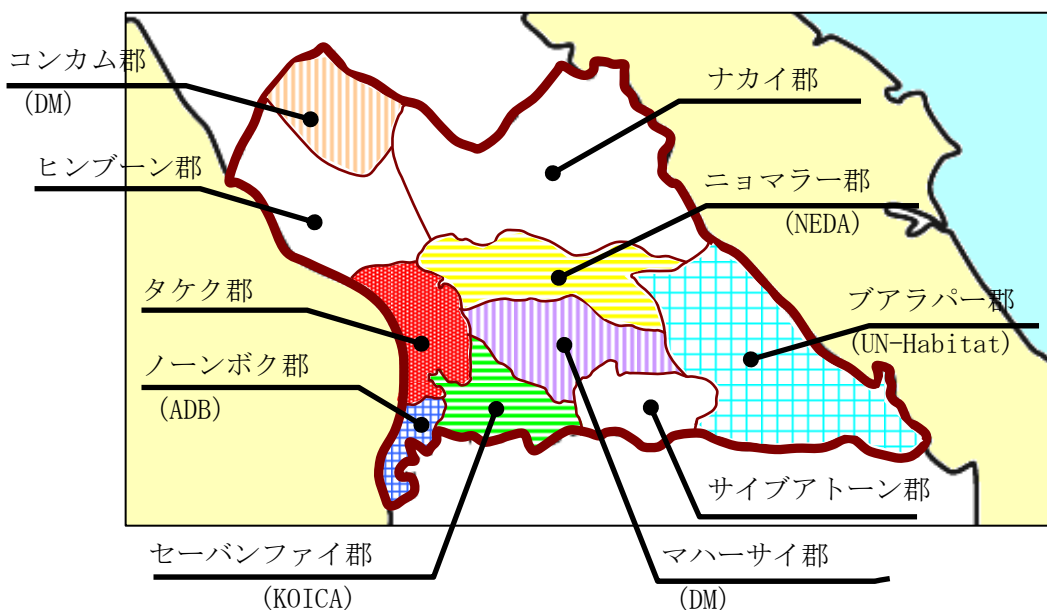 コンカム郡
(DM)
ナカイ郡
ヒンブーン郡
ニョマラー郡
(NEDA)
タケク郡
ブアラパー郡
(UN-Habitat)
ノーンボク郡
(ADB)
サイブアトーン郡
セーバンファイ郡
(KOICA)
マハーサイ郡
(DM)